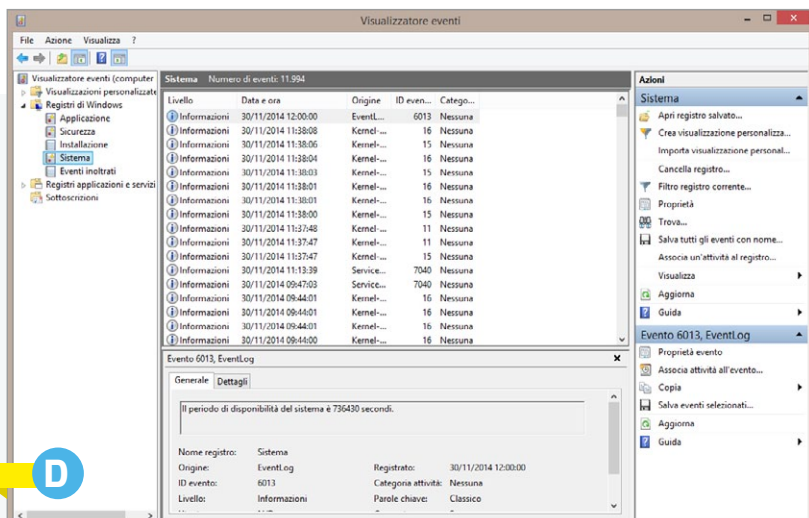 Visualizzatore eventi
File Azione Visualizza ?
Visualizzatore eventi (computer
Visualizzazioni personalizzate
Registri di Windows
Applicazione
Sicurezza
Installazione
Sistema
Eventi inoltrati
Registri applicazioni e servizi
Sottoscrizioni
Sistema Numero di eventi: 11.994
Livello Data e ora Origine ID even... Catego...
Informazioni 30/11/2014 12:00:00 EventL... 6013 Nessuna
Informazioni 30/11/2014 11:38:08 Kernel-... 16 Nessuna
Informazioni 30/11/2014 11:38:06 Kernel-... 15 Nessuna
Informazioni 30/11/2014 11:38:04 Kernel-... 16 Nessuna
Informazioni 30/11/2014 11:38:03 Kernel-... 15 Nessuna
Informazioni 30/11/2014 11:38:01 Kernel-... 16 Nessuna
Informazioni 30/11/2014 11:38:01 Kernel-... 16 Nessuna
Informazioni 30/11/2014 11:38:00 Kernel-... 15 Nessuna
Informazioni 30/11/2014 11:37:48 Kernel-... 11 Nessuna
Informazioni 30/11/2014 11:37:47 Kernel-... 11 Nessuna
Informazioni 30/11/2014 11:37:47 Kernel-... 15 Nessuna
Informazioni 30/11/2014 11:13:39 Service... 7040 Nessuna
Informazioni 30/11/2014 09:47:03 Service... 7040 Nessuna
Informazioni 30/11/2014 09:44:01 Kernel-... 16 Nessuna
Informazioni 30/11/2014 09:44:01 Kernel-... 16 Nessuna
Informazioni 30/11/2014 09:44:01 Kernel-... 16 Nessuna
Informazioni 30/11/2014 09:44:00 Kernel-... 16 Nessuna
Evento 6013, EventLog
Generale Dettagli
Il periodo di disponibilità del sistema è 736430 secondi.
Nome registro: Sistema
Origine: EventLog Registrato: 30/11/2014 12:00:00
ID evento: 6013 Categoria attività: Nessuna
Livello: Informazioni Parole chiave: Classico
Azioni
Sistema
Apri registro salvato...
Crea visualizzazione personalizza...
Importa visualizzazione personal...
Cancella registro...
Filtro registro corrente...
Proprietà
Trova...
Salva tutti gli eventi con nome...
Associa un'attività al registro...
Visualizza
Aggiorna
Guida
Evento 6013, EventLog
Proprietà evento
Associa attività all'evento...
Copia
Salva eventi selezionati...
Aggiorna
Guida
D